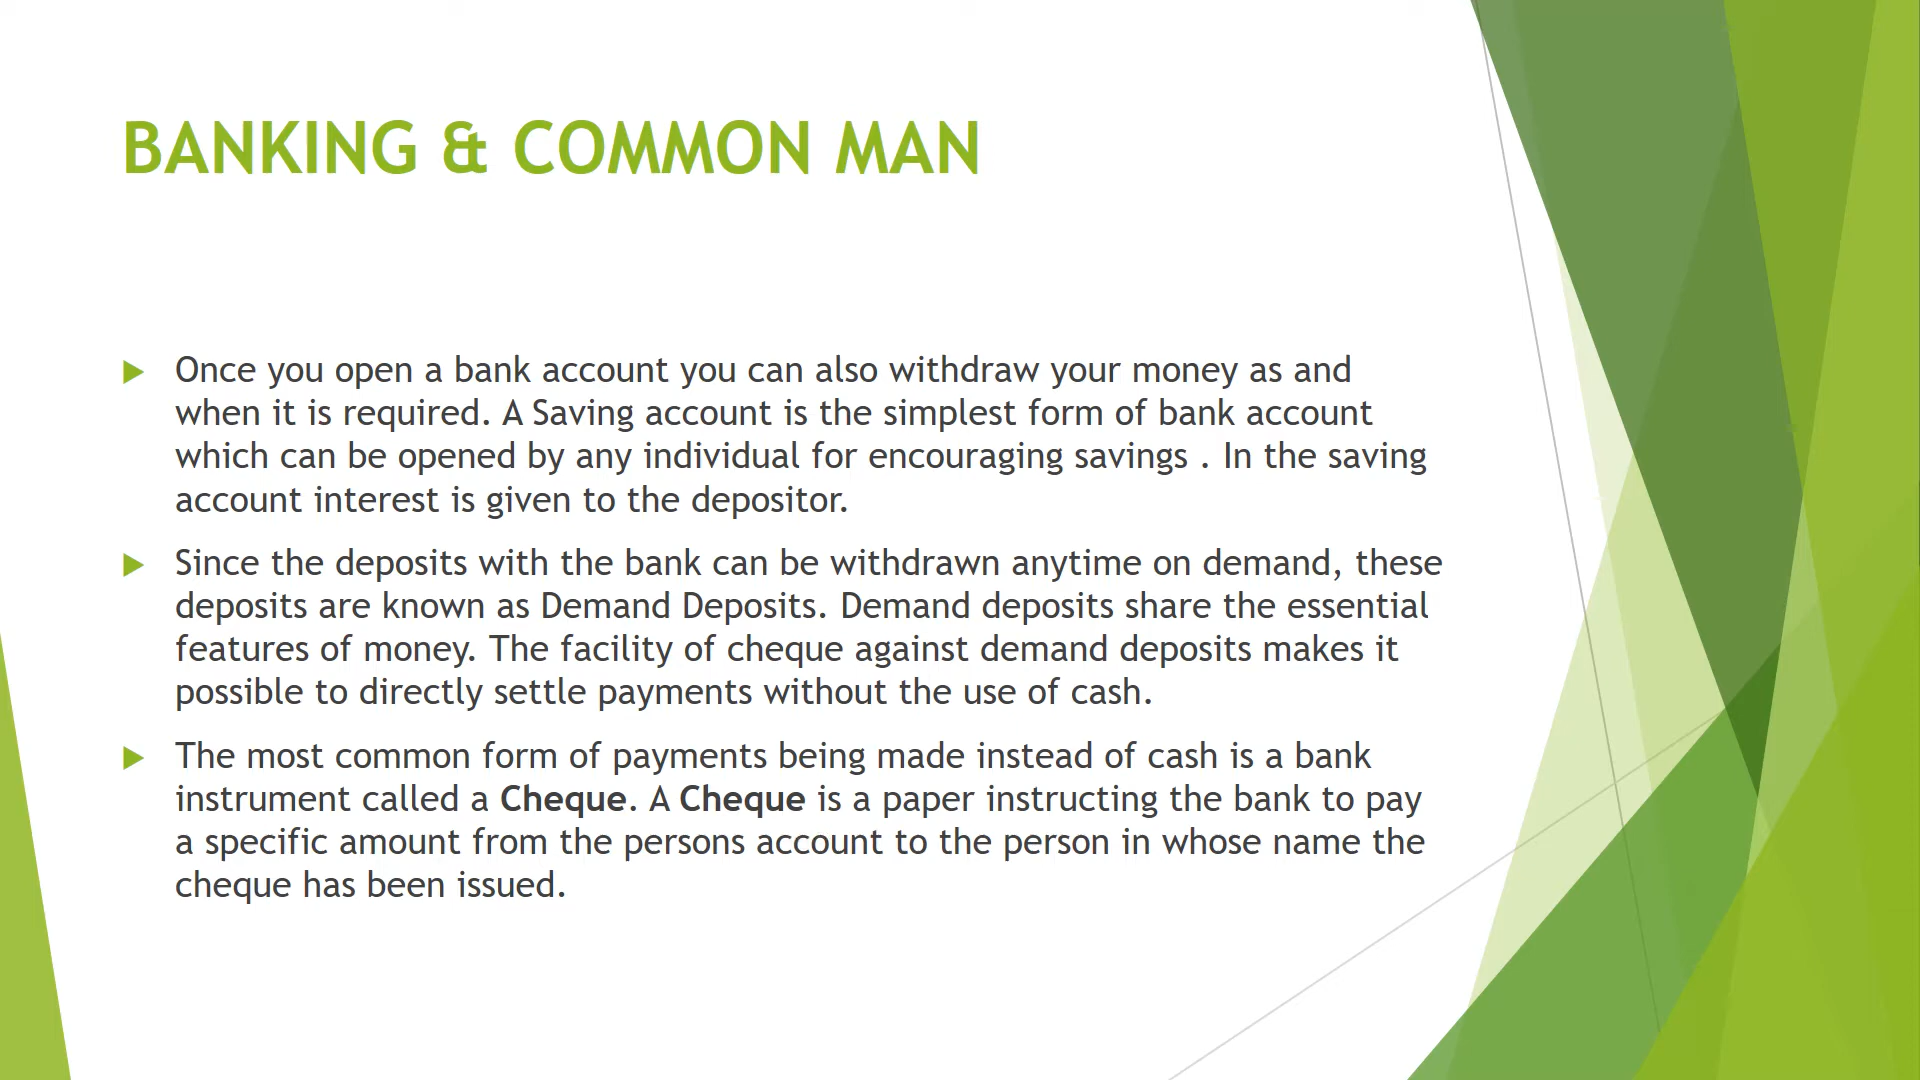 BANKING & COMMON MAN
Once you open a bank account you can also withdraw your money as and
when it is required. A Saving account is the simplest form of bank account
which can be opened by any individual for encouraging savings . In the saving
account interest is given to the depositor.
Since the deposits with the bank can be withdrawn anytime on demand, these
deposits are known as Demand Deposits. Demand deposits share the essential
features of money. The facility of cheque against demand deposits makes it
possible to directly settle payments without the use of cash.
The most common form of payments being made instead of cash is a bank
instrument called a Cheque. A Cheque is a paper instructing the bank to pay
a specific amount from the persons account to the person in whose name the
cheque has been issued.